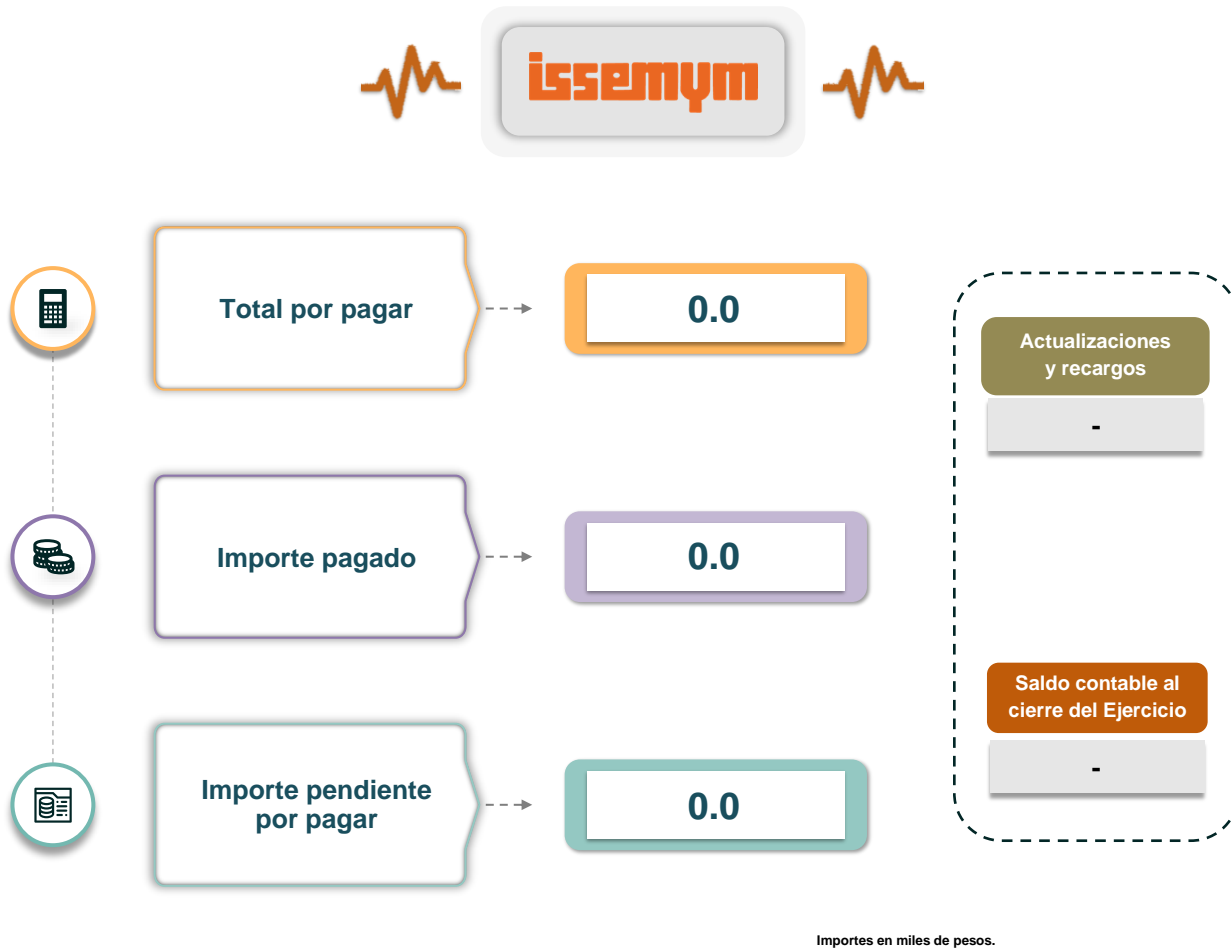 issemym
Total por pagar
0.0
Actualizaciones
y recargos
-
Importe pagado
0.0
Importe pendiente
por pagar
0.0
Saldo contable al
cierre del Ejercicio
-
Importes en miles de pesos.